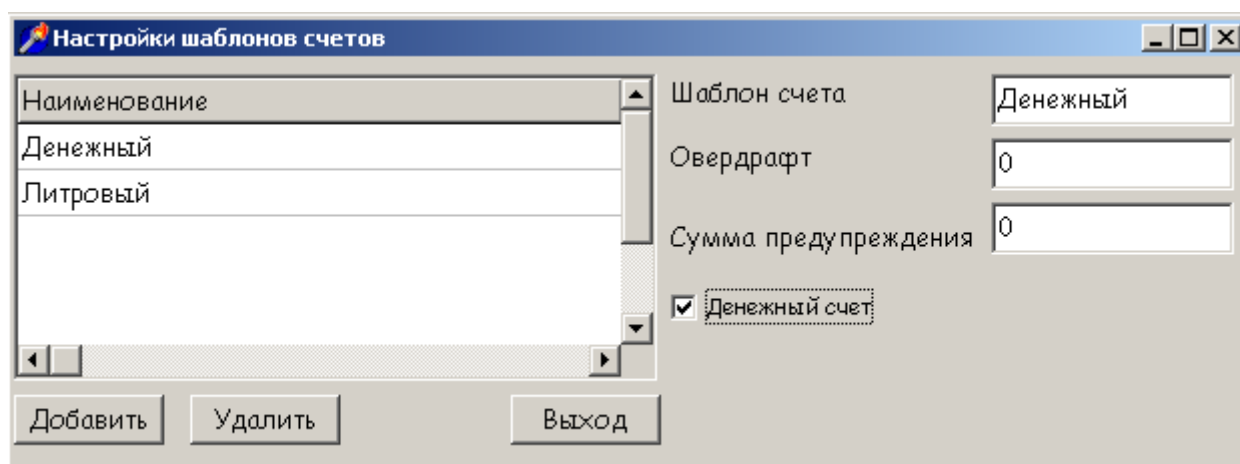 Настройки шаблонов счетов
Наименование
Денежный
Литровый
Шаблон счета
Денежный
Овердрафт
0
Сумма предупреждения
0
Денежный счет
Добавить
Удалить
Выход